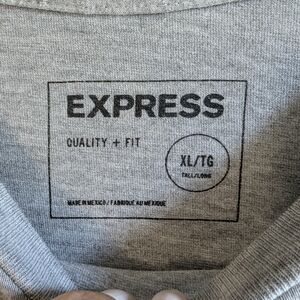 EXPRESS
QUALITY + FIT
XL/TG
TALL/LONG
MADE IN MEXICO / FABRIQUÉ AU MEXIQUE